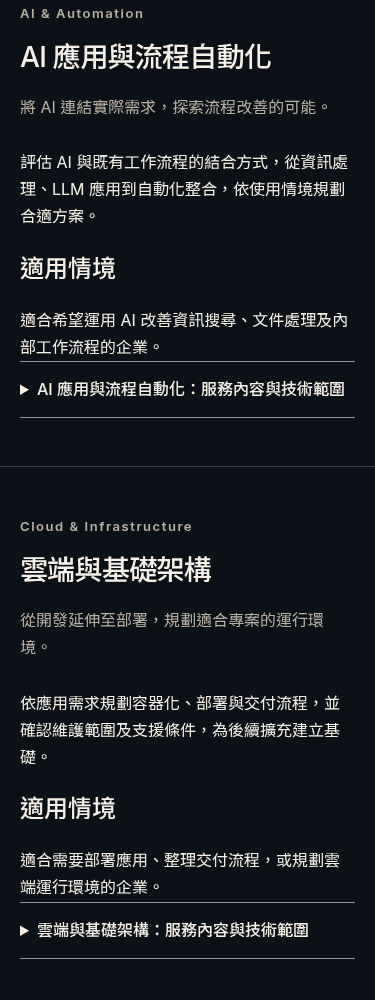 AI & Automation
AI 應用與流程自動化
將 AI 連結實際需求，探索流程改善的可能。
評估 AI 與既有工作流程的結合方式，從資訊處
理、LLM 應用到自動化整合，依使用情境規劃
合適方案。
適用情境
適合希望運用 AI 改善資訊搜尋、文件處理及內
部工作流程的企業。
▶ AI 應用與流程自動化：服務內容與技術範圍
Cloud & Infrastructure
雲端與基礎架構
從開發延伸至部署，規劃適合專案的運行環
境。
依應用需求規劃容器化、部署與交付流程，並
確認維護範圍及支援條件，為後續擴充建立基
礎。
適用情境
適合需要部署應用、整理交付流程，或規劃雲
端運行環境的企業。
▶ 雲端與基礎架構：服務內容與技術範圍